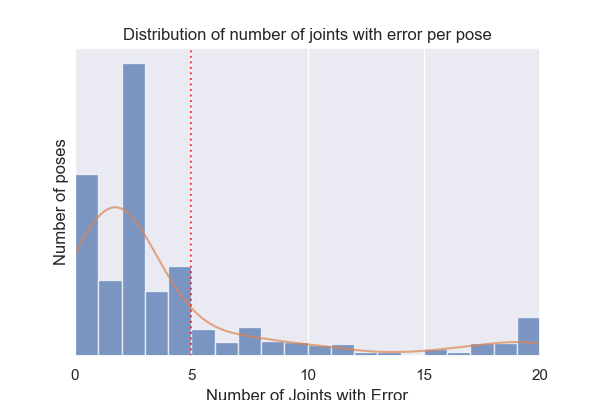 Distribution of number of joints with error per pose
Number of poses
0 5 10 15 20
Number of Joints with Error